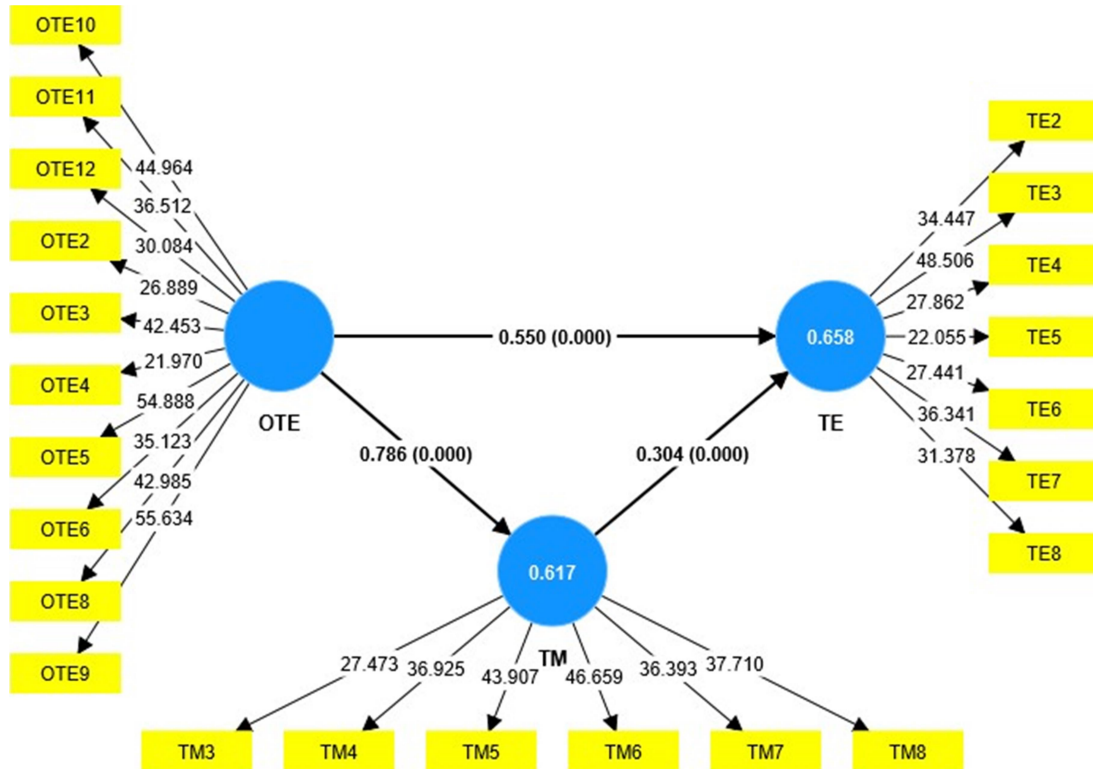 OTE10
OTE11
OTE12
OTE2
OTE3
OTE4
OTE5
OTE6
OTE8
OTE9
44.964
36.512
30.084
26.889
42.453
21.970
54.888
35.123
42.985
55.634
OTE
0.550 (0.000)
0.786 (0.000)
0.304 (0.000)
0.658
TE
0.617
TM
34.447
48.506
27.862
22.055
27.441
36.341
31.378
TE2
TE3
TE4
TE5
TE6
TE7
TE8
27.473
36.925
43.907
46.659
36.393
37.710
TM3
TM4
TM5
TM6
TM7
TM8